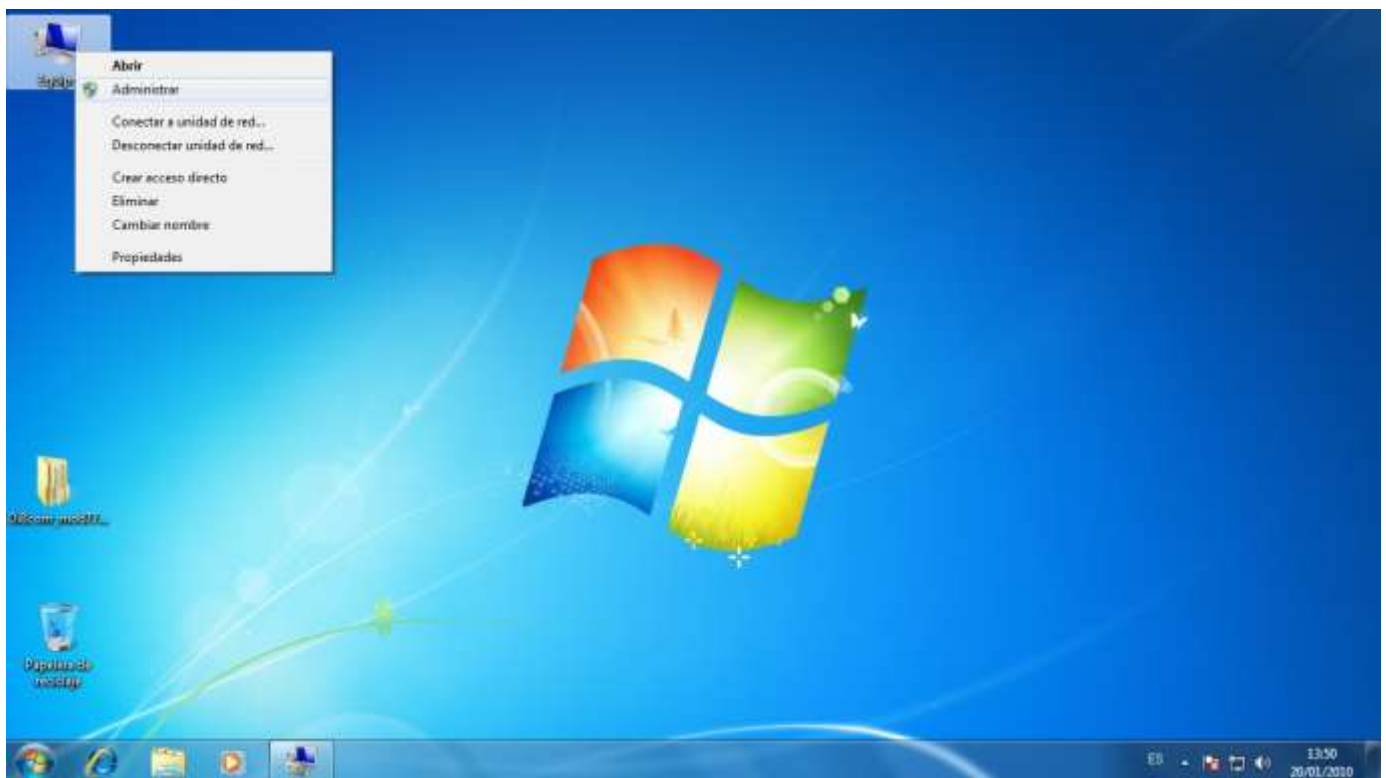 Abrir
Administrar
Conectar a unidad de red...
Desconectar unidad de red...
Crear acceso directo
Eliminar
Cambiar nombre
Propiedades
Papelera de
reciclaje
ES
13:50
20/01/2010